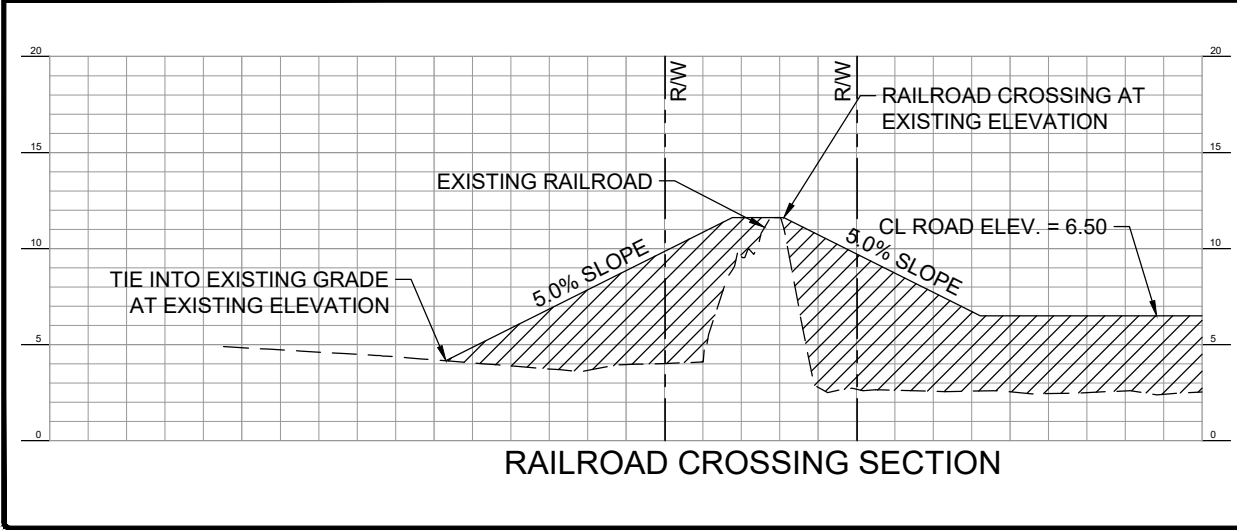 20
20
R/W
R/W
RAILROAD CROSSING AT
EXISTING ELEVATION
15
15
EXISTING RAILROAD
CL ROAD ELEV. = 6.50
10
10
5.0% SLOPE
5.0% SLOPE
TIE INTO EXISTING GRADE
AT EXISTING ELEVATION
5
5
0
0
RAILROAD CROSSING SECTION